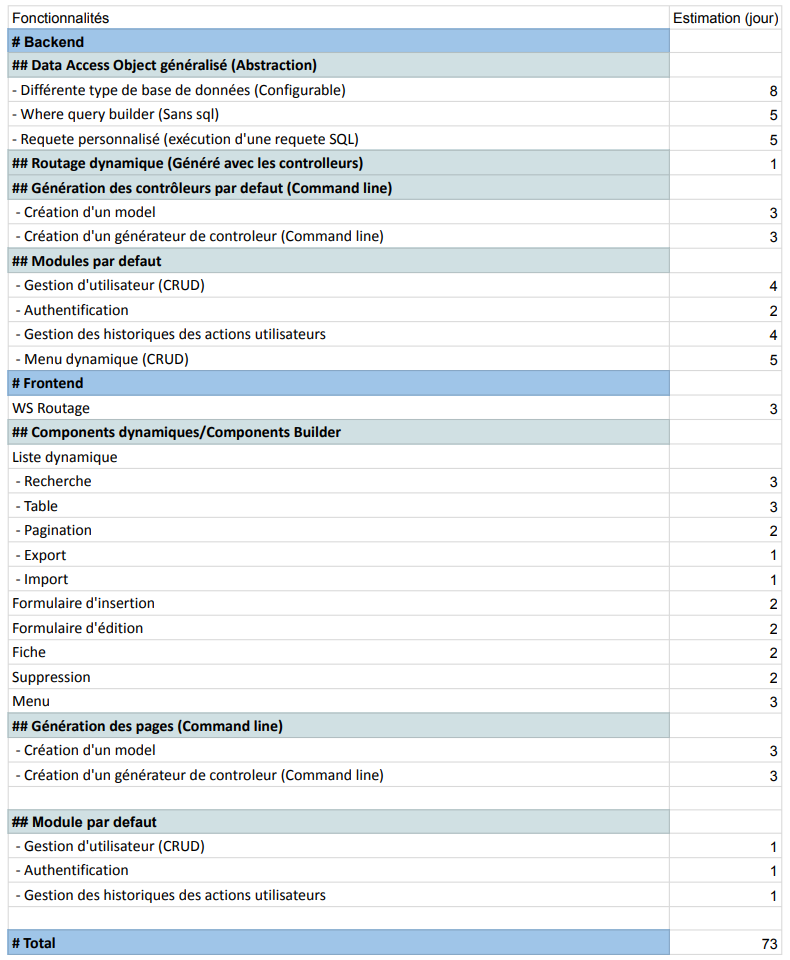 Fonctionnalités Estimation (jour)
# Backend
## Data Access Object généralisé (Abstraction)
- Différente type de base de données (Configurable) 8
- Where query builder (Sans sql) 5
- Requete personnalisé (exécution d'une requete SQL) 5
## Routage dynamique (Généré avec les controlleurs) 1
## Génération des contrôleurs par defaut (Command line)
- Création d'un model 3
- Création d'un générateur de controleur (Command line) 3
## Modules par defaut
- Gestion d'utilisateur (CRUD) 4
- Authentification 2
- Gestion des historiques des actions utilisateurs 4
- Menu dynamique (CRUD) 5
# Frontend
WS Routage 3
## Components dynamiques/Components Builder
Liste dynamique
- Recherche 3
- Table 3
- Pagination 2
- Export 1
- Import 1
Formulaire d'insertion 2
Formulaire d'édition 2
Fiche 2
Suppression 2
Menu 3
## Génération des pages (Command line)
- Création d'un model 3
- Création d'un générateur de controleur (Command line) 3
## Module par defaut
- Gestion d'utilisateur (CRUD) 1
- Authentification 1
- Gestion des historiques des actions utilisateurs 1
# Total 73